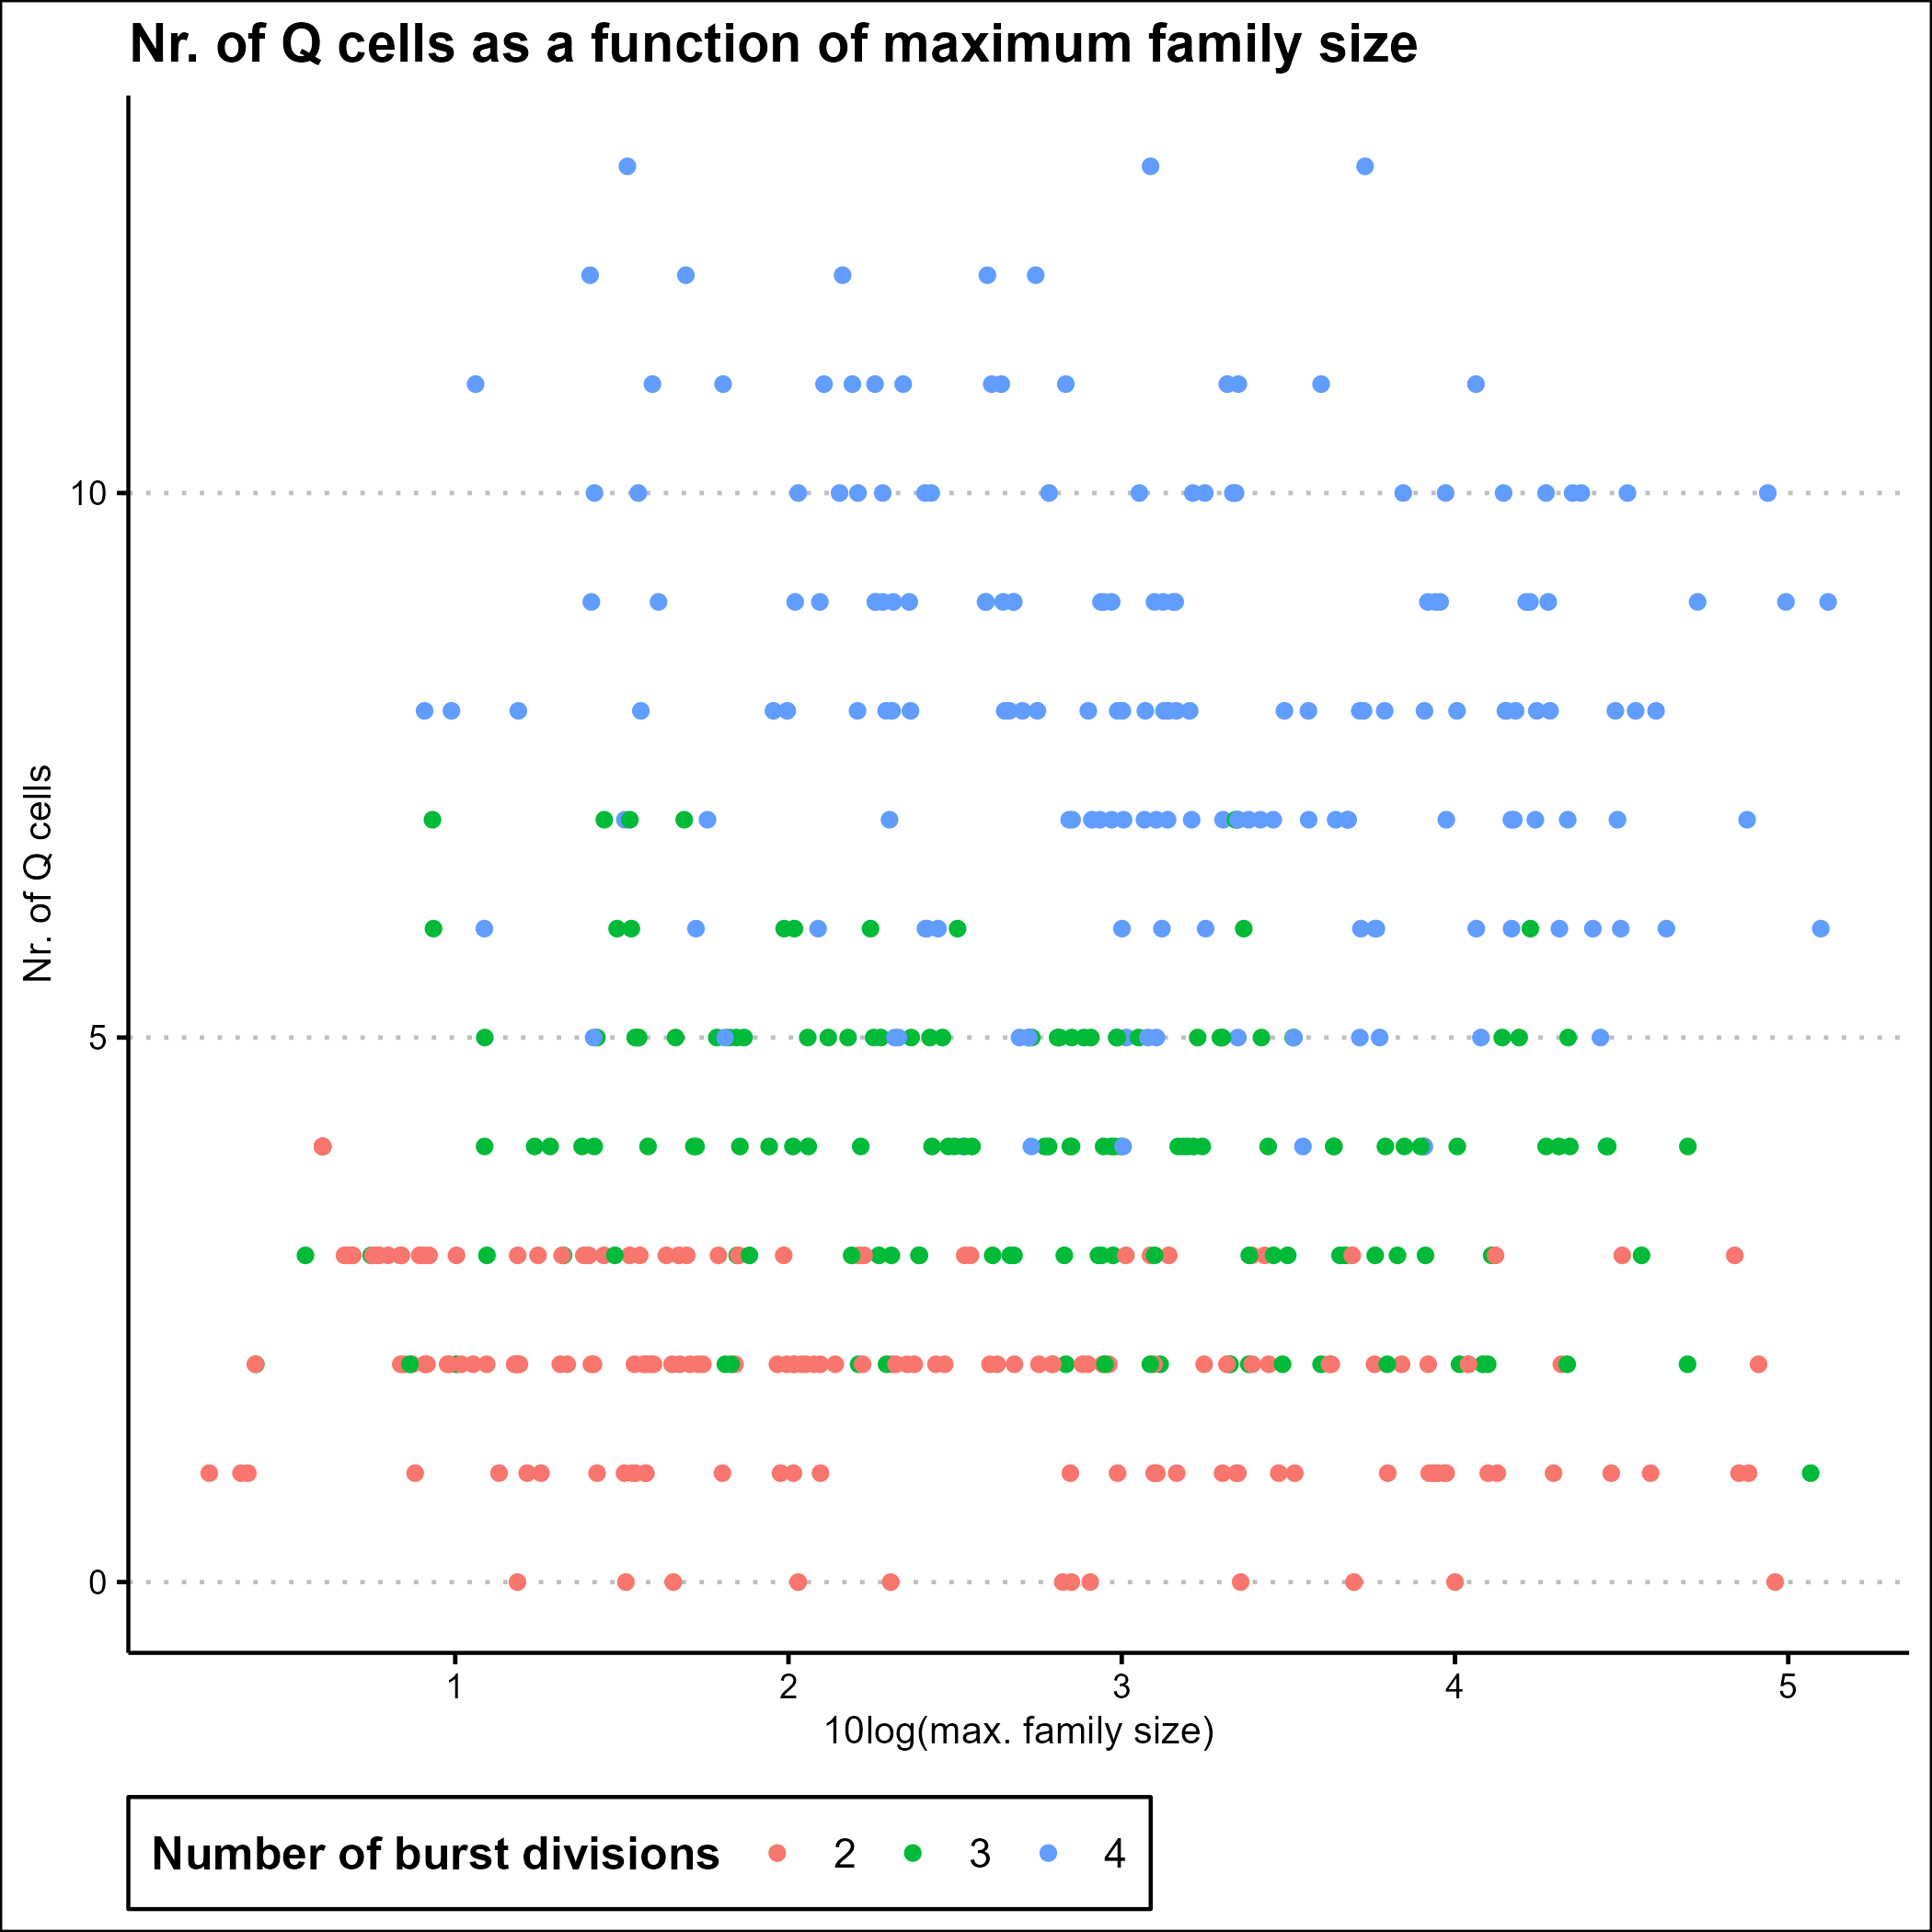 Nr. of Q cells as a function of maximum family size
10
5
0
Nr. of Q cells
1 2 3 4 5
10log(max. family size)
Number of burst divisions 2 3 4